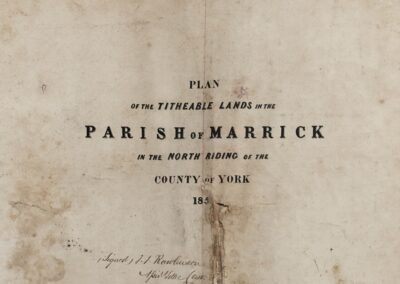 PLAN
OF THE TITHEABLE LANDS IN THE
PARISH OF MARRICK
IN THE NORTH RIDING OF THE
COUNTY OF YORK
185
(Signed)